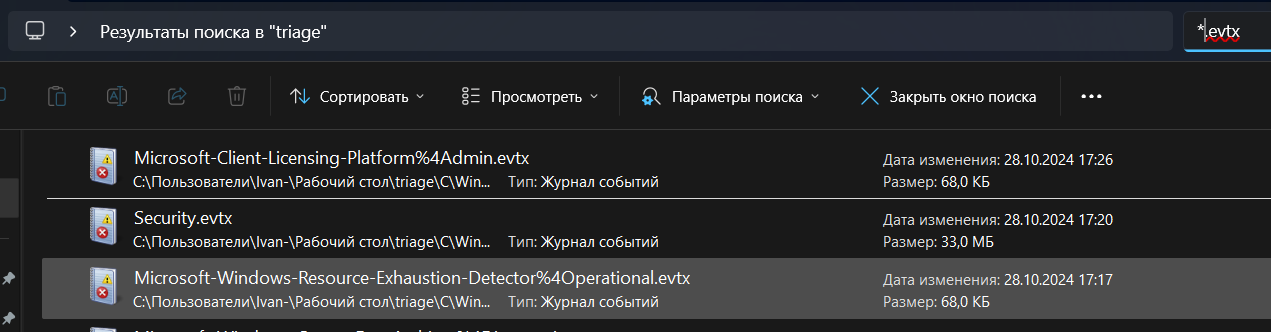 Результаты поиска в "triage"
*.evtx
Сортировать
Просмотреть
Параметры поиска
Закрыть окно поиска
Microsoft-Client-Licensing-Platform%4Admin.evtx
Дата изменения: 28.10.2024 17:26
C:\Пользователи\Ivan-\Рабочий стол\triage\C\Win... Тип: Журнал событий
Размер: 68,0 КБ
Security.evtx
Дата изменения: 28.10.2024 17:20
C:\Пользователи\Ivan-\Рабочий стол\triage\C\Win... Тип: Журнал событий
Размер: 33,0 МБ
Microsoft-Windows-Resource-Exhaustion-Detector%4Operational.evtx
Дата изменения: 28.10.2024 17:17
C:\Пользователи\Ivan-\Рабочий стол\triage\C\Win... Тип: Журнал событий
Размер: 68,0 КБ